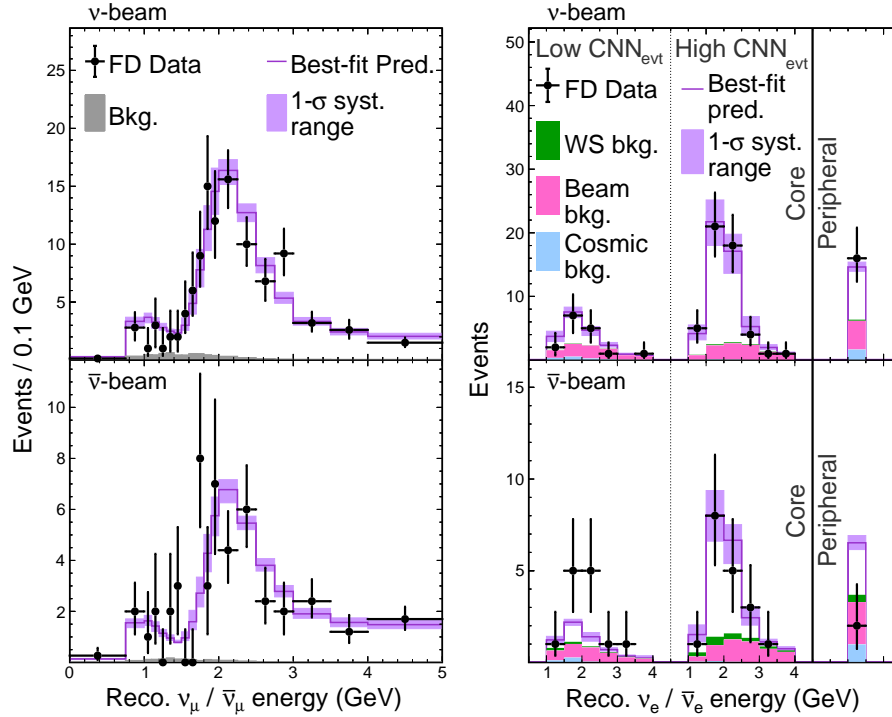 ν-beam
FD Data
Bkg.
Best-fit Pred.
1-σ syst.
range
25
20
15
10
5
Events / 0.1 GeV
ν̄-beam
10
8
6
4
2
0 1 2 3 4 5
Reco. ν_μ / ν̄_μ energy (GeV)
ν-beam
Low CNN_evt
High CNN_evt
FD Data
WS bkg.
Beam
bkg.
Cosmic
bkg.
Best-fit
pred.
1-σ syst.
range
Core
Peripheral
50
40
30
20
10
Events
ν̄-beam
15
10
5
Core
Peripheral
1 2 3 4 1 2 3 4
Reco. ν_e / ν̄_e energy (GeV)